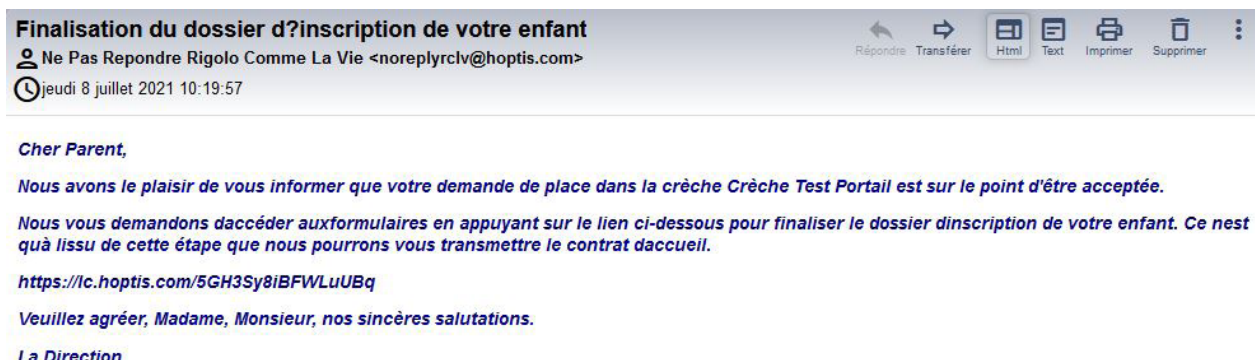 Finalisation du dossier d?inscription de votre enfant
Ne Pas Repondre Rigolo Comme La Vie <noreplyrclv@hoptis.com>
jeudi 8 juillet 2021 10:19:57
Répondre Transférer Html Text Imprimer Supprimer
Cher Parent,
Nous avons le plaisir de vous informer que votre demande de place dans la crèche Crèche Test Portail est sur le point d'être acceptée.
Nous vous demandons daccéder auxformulaires en appuyant sur le lien ci-dessous pour finaliser le dossier dinscription de votre enfant. Ce nest
quà lissu de cette étape que nous pourrons vous transmettre le contrat daccueil.
https://lc.hoptis.com/5GH3Sy8iBFWLuUBq
Veuillez agréer, Madame, Monsieur, nos sincères salutations.
La Direction